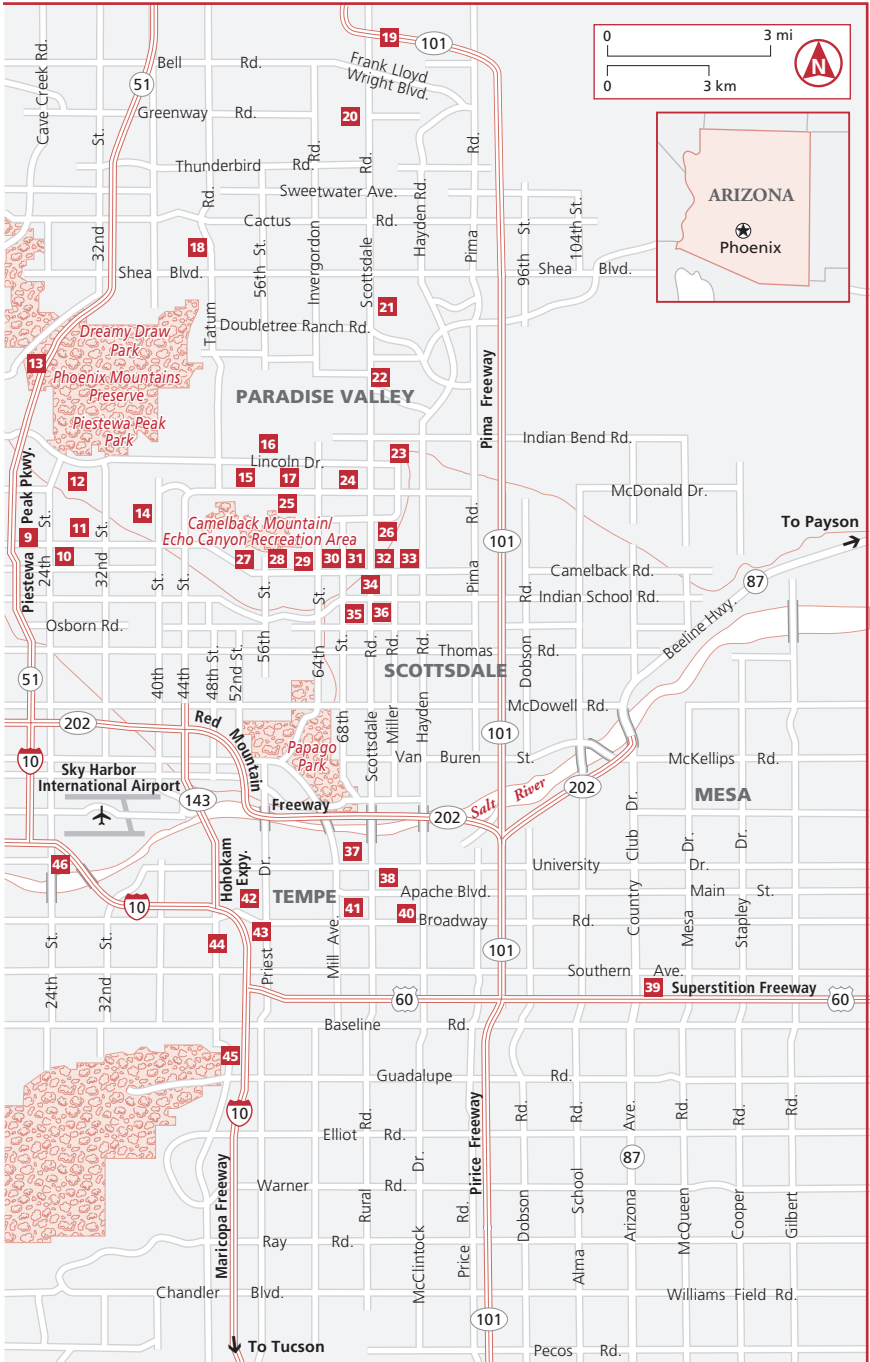 19
101
0 3 mi
0 3 km
N
Cave Creek Rd.
51
Bell Rd.
Frank Lloyd
Wright Blvd.
Greenway Rd.
20
32nd St.
Thunderbird Rd.
Sweetwater Ave.
Cactus Rd.
18
Tatum Rd.
56th St.
Invergordon Rd.
Scottsdale Rd.
Hayden Rd.
Pima Rd.
96th St.
104th St.
Shea Blvd.
Shea Blvd.
ARIZONA
Phoenix
21
Doubletree Ranch Rd.
Dreamy Draw
Park
13
Phoenix Mountains
Preserve
Piestewa Peak
Park
22
PARADISE VALLEY
Pima Freeway
16
Indian Bend Rd.
Lincoln Dr.
23
15
17
24
12
McDonald Dr.
25
14
Piestewa Peak Pkwy.
24th St.
32nd St.
11
9
10
Camelback Mountain/
Echo Canyon Recreation Area
26
27
28
29
30
31
32
33
Pima Rd.
101
To Payson
Camelback Rd.
87
34
Indian School Rd.
35
36
Beeline Hwy.
Osborn Rd.
40th St.
44th St.
48th St.
52nd St.
56th St.
64th St.
68th St.
Scottsdale Rd.
Miller Rd.
Hayden Rd.
Thomas Rd.
Dobson Rd.
SCOTTSDALE
51
McDowell Rd.
202
Red Mountain Freeway
101
Papago
Park
Van Buren St.
McKellips Rd.
10
Sky Harbor
International Airport
143
202
Salt River
202
MESA
Hohokam
Expy.
37
46
University Dr.
38
42
TEMPE
Apache Blvd.
Main St.
10
41
40
Broadway Rd.
43
44
24th St.
32nd St.
Priest Dr.
Mill Ave.
101
Country Club Dr.
Mesa Dr.
Stapley Dr.
Southern Ave.
39
Superstition Freeway
60
60
Baseline Rd.
45
Guadalupe Rd.
10
Elliot Rd.
87
Warner Rd.
Ray Rd.
Maricopa Freeway
Rural Rd.
McClintock Dr.
Price Rd.
Pirice Freeway
Dobson Rd.
Alma School Rd.
Arizona Ave.
McQueen Rd.
Cooper Rd.
Gilbert Rd.
Chandler Blvd.
Williams Field Rd.
101
To Tucson
Pecos Rd.